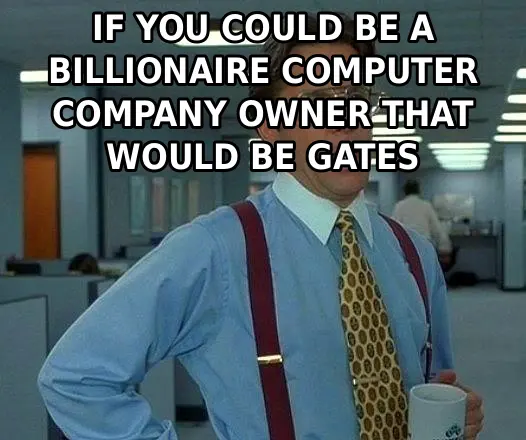 IF YOU COULD BE A
BILLIONAIRE COMPUTER
COMPANY OWNER THAT
WOULD BE GATES